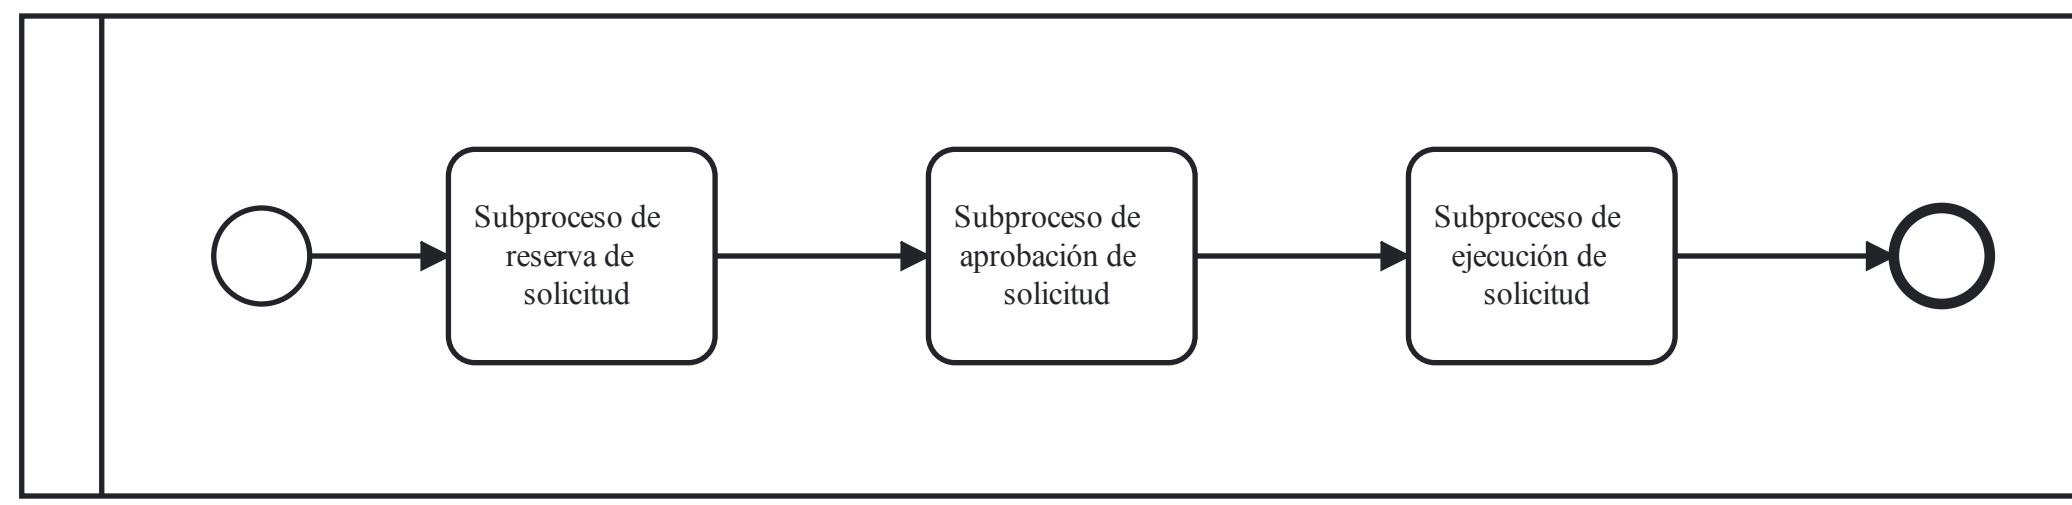 Subproceso de
reserva de
solicitud
Subproceso de
aprobación de
solicitud
Subproceso de
ejecución de
solicitud